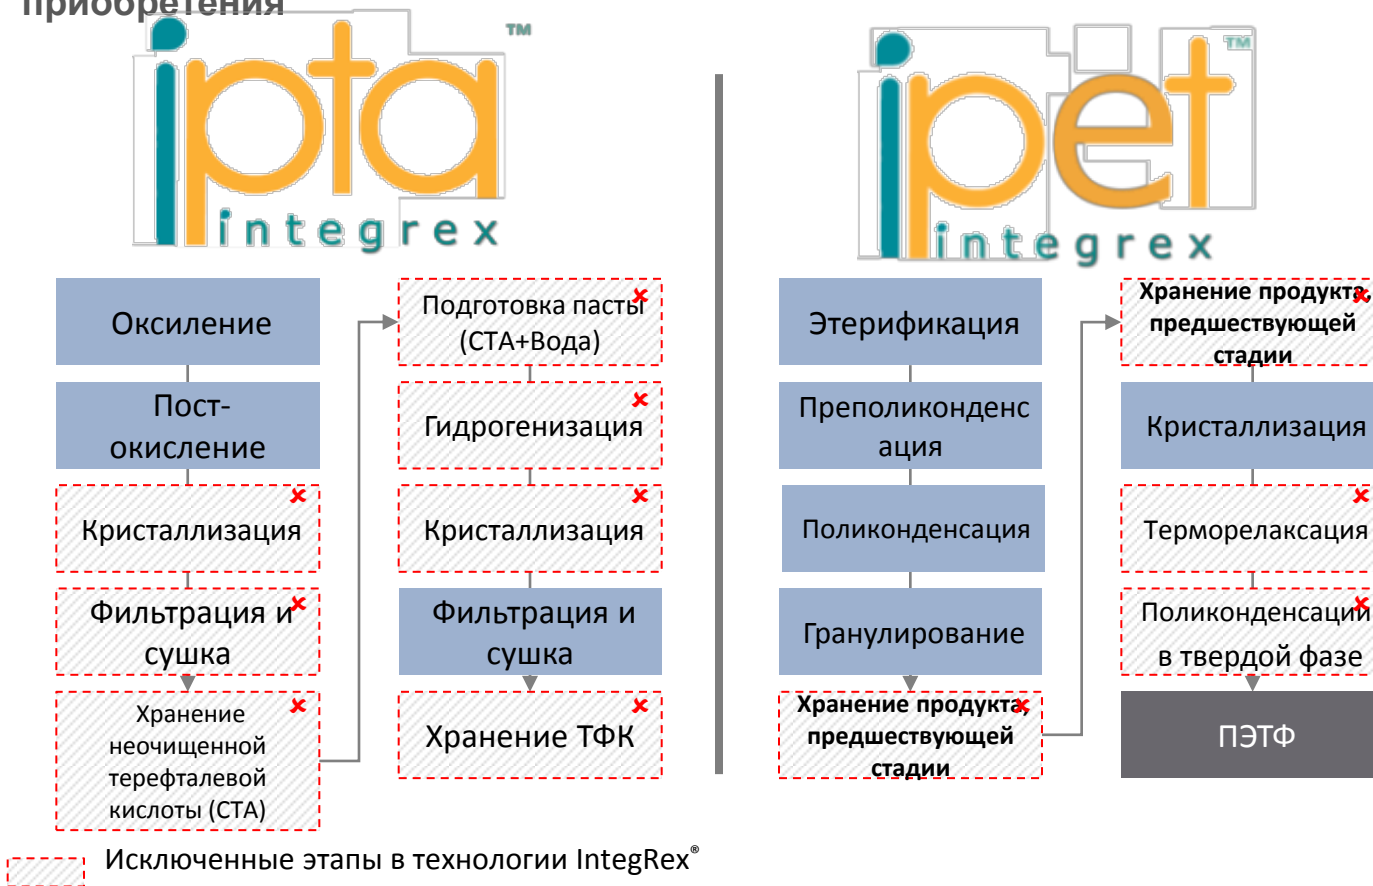 приобретения
ipta
TM
integrex
ipet
TM
integrex
Оксиление
Пост-
окисление
Кристаллизация
Фильтрация и
сушка
Хранение
неочищенной
терефталевой
кислоты (СТА)
Подготовка пасты
(СТА+Вода)
Гидрогенизация
Кристаллизация
Фильтрация и
сушка
Хранение ТФК
Этерификация
Преполиконденс
ация
Поликонденсация
Гранулирование
Хранение продукта,
предшествующей
стадии
Хранение продукта,
предшествующей
стадии
Кристаллизация
Терморелаксация
Поликонденсации
в твердой фазе
ПЭТФ
Исключенные этапы в технологии IntegRex®